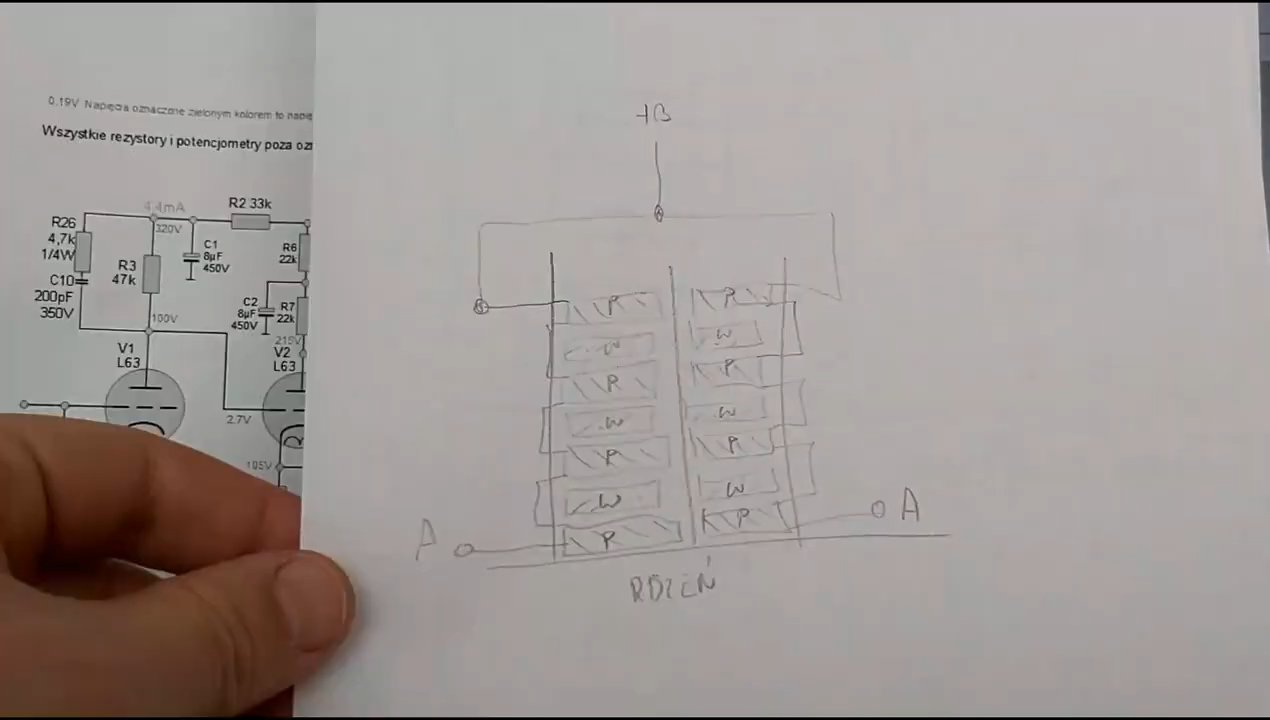 0.19V Napięcia oznaczone zielonym kolorem to napię
Wszystkie rezystory i potencjometry poza oz
R26
4,7k
1/4W
C10
200pF
350V
4.4mA
320V
R2 33k
R3
47k
C1
8µF
450V
R6
22k
C2
8µF
450V
R7
22k
100V
215V
V1
L63
V2
L63
2.7V
105V
+B
P P
W W
P P
W W
P P
W W
P P
A A
RDZEŃ